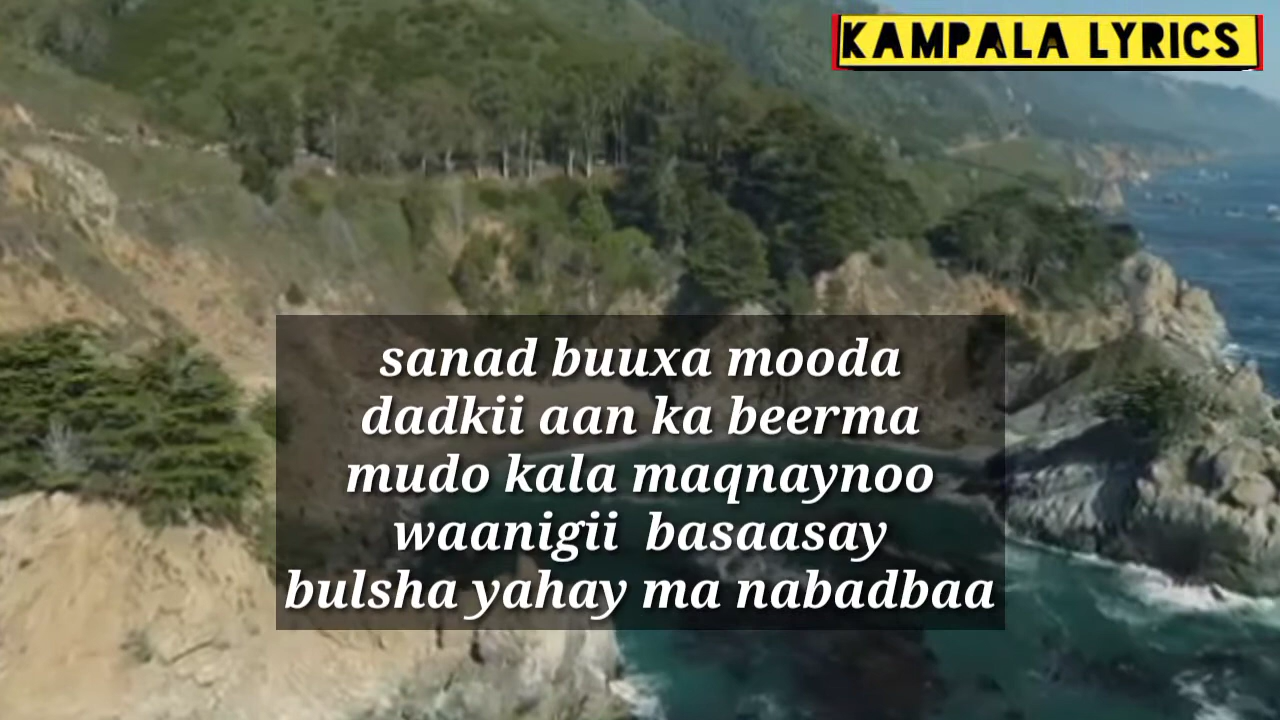 KAMPALA LYRICS
sanad buuxa mooda
dadkii aan ka beerma
mudo kala maqnaynoo
waanigii basaasay
bulsha yahay ma nabadbaa